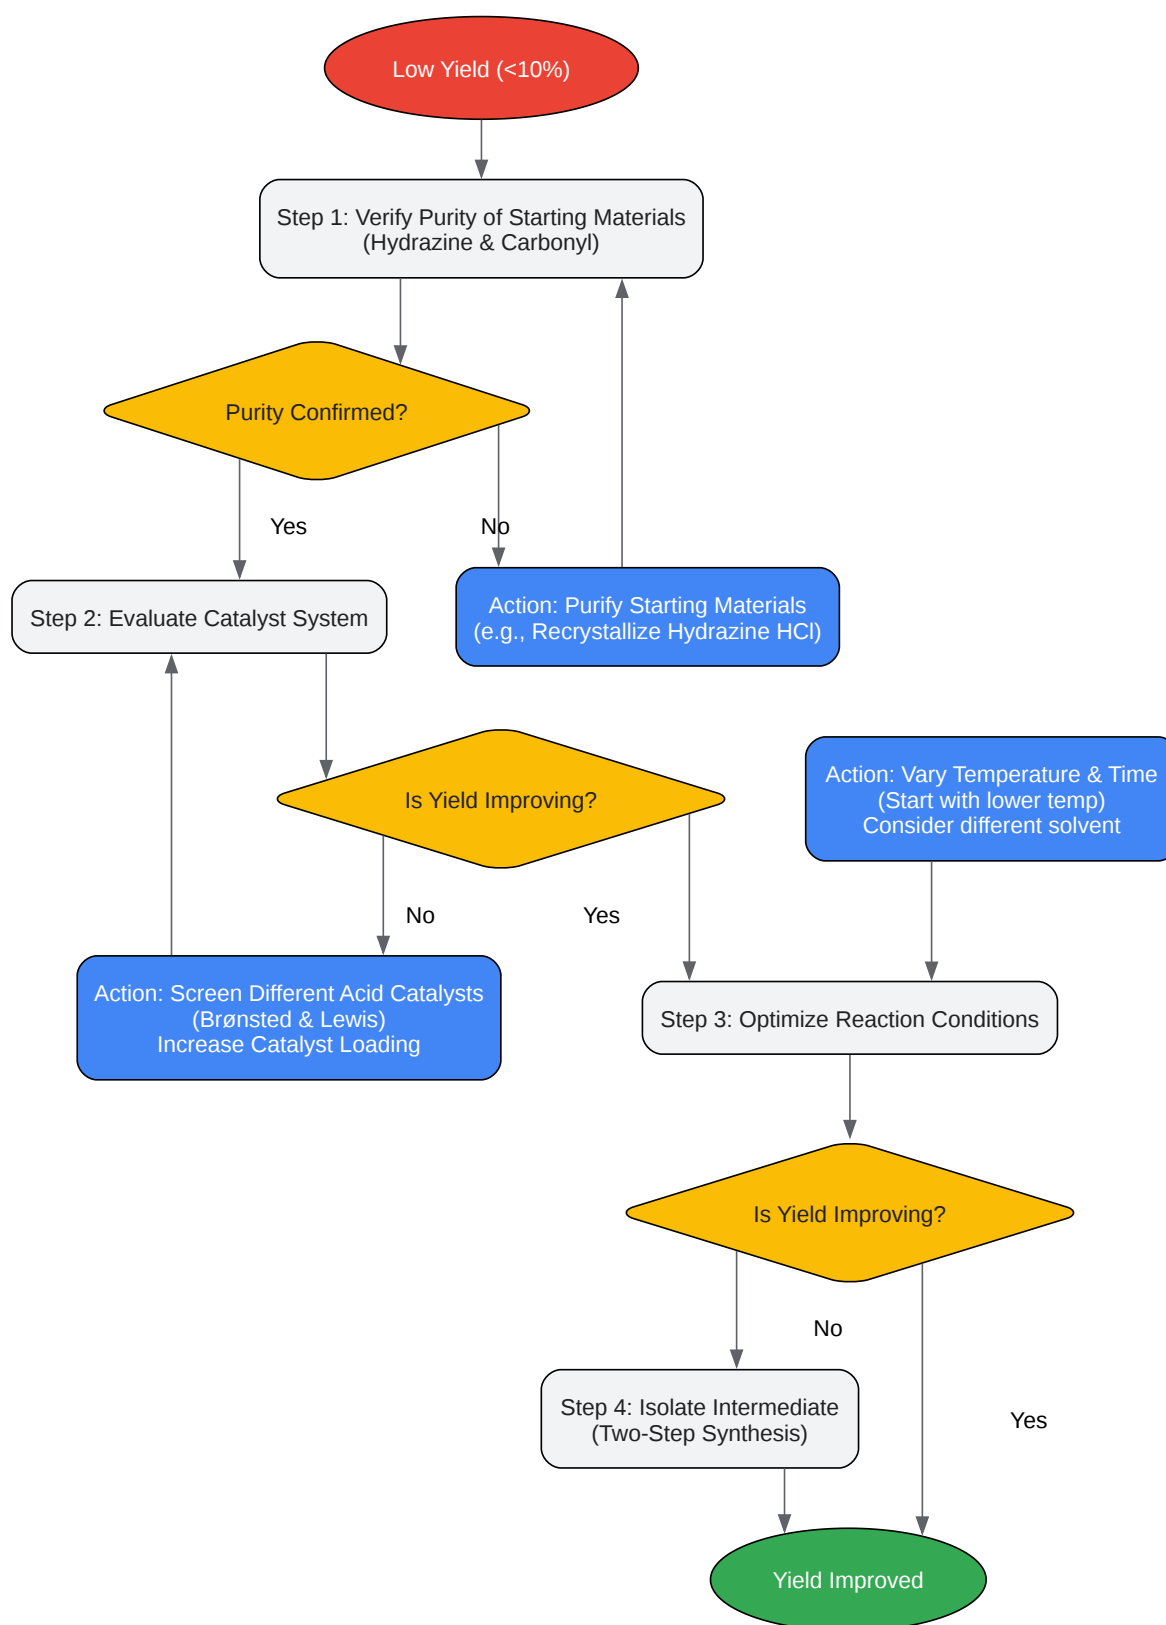 Low Yield (<10%)
Step 1: Verify Purity of Starting Materials
(Hydrazine & Carbonyl)
Purity Confirmed?
Yes
No
Step 2: Evaluate Catalyst System
Action: Purify Starting Materials
(e.g., Recrystallize Hydrazine HCl)
Is Yield Improving?
Action: Vary Temperature & Time
(Start with lower temp)
Consider different solvent
No
Yes
Action: Screen Different Acid Catalysts
(Brønsted & Lewis)
Increase Catalyst Loading
Step 3: Optimize Reaction Conditions
Is Yield Improving?
No
Yes
Step 4: Isolate Intermediate
(Two-Step Synthesis)
Yield Improved